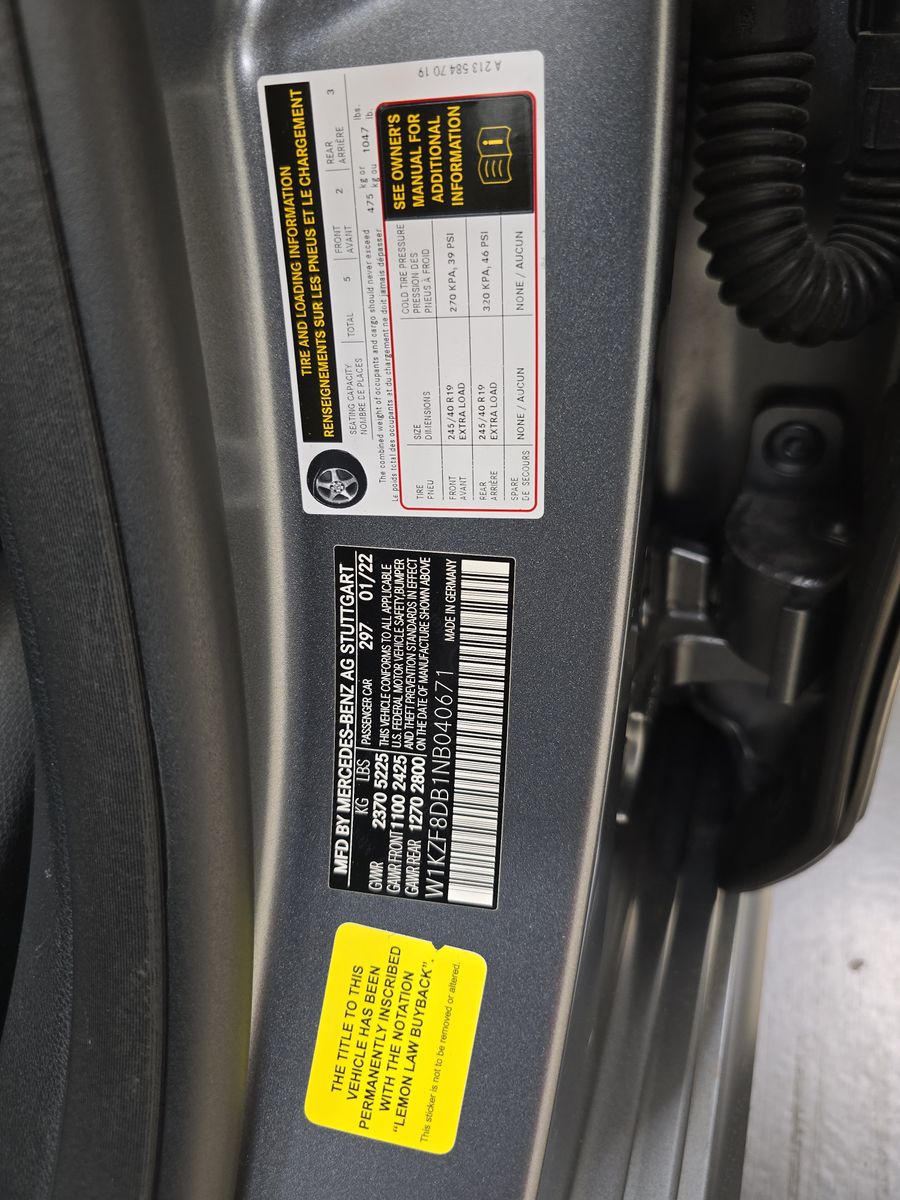 A 213 584 70 19
TIRE AND LOADING INFORMATION
RENSEIGNEMENTS SUR LES PNEUS ET LE CHARGEMENT
SEATING CAPACITY
NOMBRE DE PLACES
TOTAL 5
FRONT
AVANT
2
REAR
ARRIÈRE
3
The combined weight of occupants and cargo should never exceed 475 kg or 1047 lbs.
Le poids total des occupants et du chargement ne doit jamais dépasser 475 kg ou 1047 lb.
TIRE
PNEU
SIZE
DIMENSIONS
COLD TIRE PRESSURE
PRESSION DES
PNEUS À FROID
FRONT
AVANT
245/40 R19
EXTRA LOAD
270 KPA, 39 PSI
REAR
ARRIÈRE
245/40 R19
EXTRA LOAD
320 KPA, 46 PSI
SPARE
DE SECOURS
NONE / AUCUN
NONE / AUCUN
SEE OWNER'S
MANUAL FOR
ADDITIONAL
INFORMATION
MFD BY MERCEDES-BENZ AG STUTTGART
KG LBS
PASSENGER CAR 297 01/22
GVWR 2370 5225
GAWR FRONT 1100 2425
GAWR REAR 1270 2800
THIS VEHICLE CONFORMS TO ALL APPLICABLE
U.S. FEDERAL MOTOR VEHICLE SAFETY,BUMPER
AND THEFT PREVENTION STANDARDS IN EFFECT
ON THE DATE OF MANUFACTURE SHOWN ABOVE
W1KZF8DB1NB040671
MADE IN GERMANY
THE TITLE TO THIS
VEHICLE HAS BEEN
PERMANENTLY INSCRIBED
WITH THE NOTATION
"LEMON LAW BUYBACK".
This sticker is not to be removed or altered.